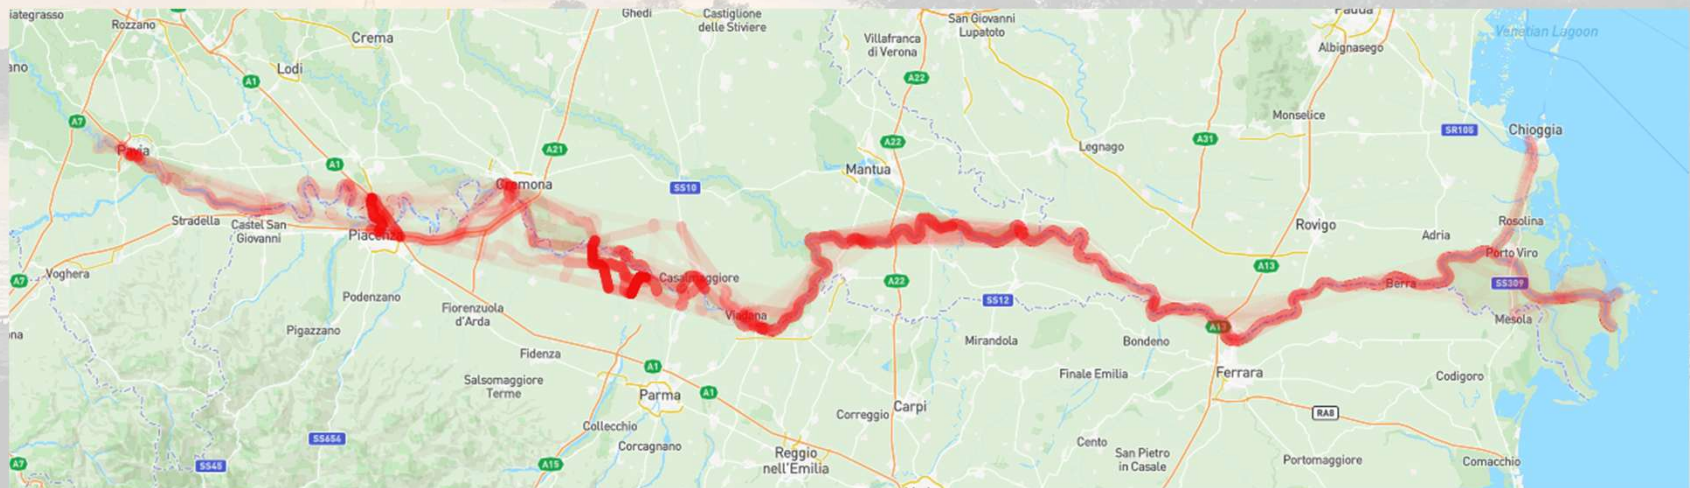 iategrasso
Rozzano
Crema
Ghedi
Castiglione
delle Stiviere
San Giovanni
Lupatoto
Villafranca
di Verona
Padua
Albignasego
Venetian Lagoon
ano
Lodi
A1
A22
A7
Monselice
SR105
Chioggia
A31
Pavia
A1
A21
A22
Legnago
Mantua
Cremona
SS10
Stradella
Castel San
Giovanni
Piacenza
Rovigo
Rosolina
Adria
Porto Viro
A13
Voghera
A7
Casalmaggiore
A22
Berra
SS309
Podenzano
SS12
Fiorenzuola
d'Arda
Viadana
Mesola
A13
na
Pigazzano
Mirandola
Bondeno
Fidenza
A1
Ferrara
Salsomaggiore
Terme
Finale Emilia
Codigoro
Parma
A1
Correggio
Carpi
RA8
Collecchio
SS654
Corcagnano
Cento
San Pietro
in Casale
Reggio
nell'Emilia
A7
SS45
A15
Portomaggiore
Comacchio